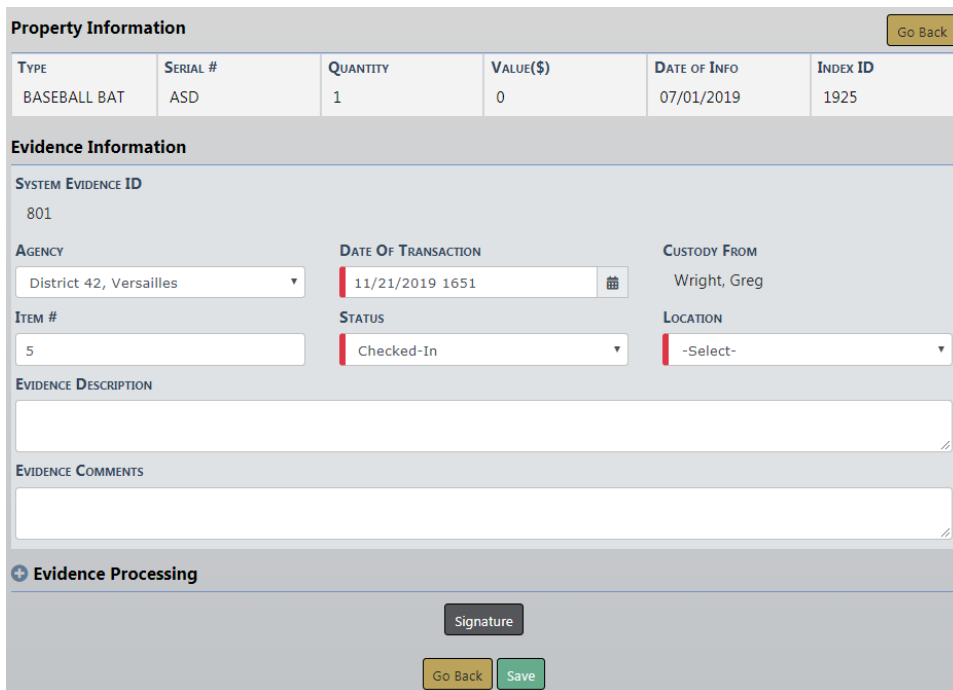 Property Information
Go Back
Type Serial # Quantity Value($) Date of Info Index ID
BASEBALL BAT ASD 1 0 07/01/2019 1925
Evidence Information
System Evidence ID
801
Agency Date Of Transaction Custody From
District 42, Versailles 11/21/2019 1651 Wright, Greg
Item # Status Location
5 Checked-In -Select-
Evidence Description
Evidence Comments
Evidence Processing
Signature
Go Back Save